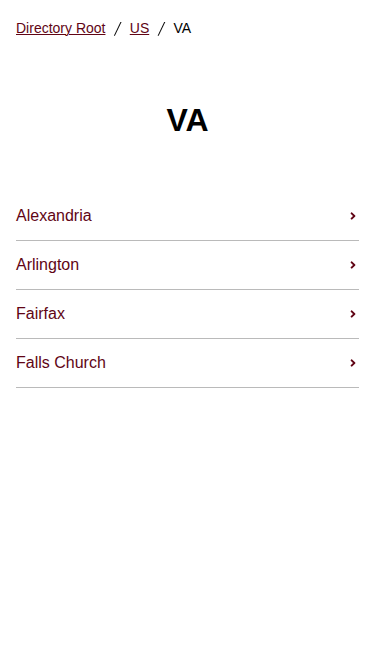 Directory Root / US / VA
VA
Alexandria
Arlington
Fairfax
Falls Church